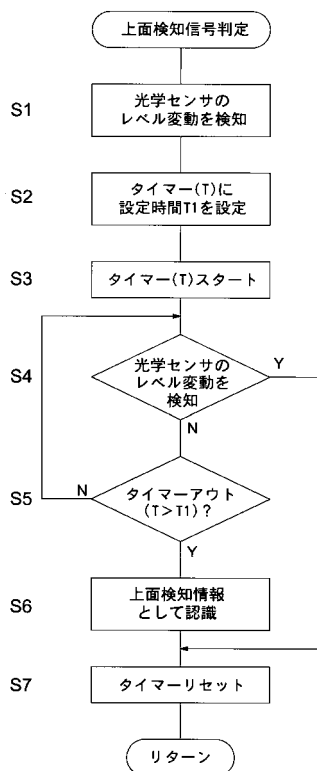 上面検知信号判定
S1
光学センサの
レベル変動を検知
S2
タイマー(T)に
設定時間T1を設定
S3
タイマー(T)スタート
S4
光学センサの
レベル変動を
検知
Y
N
S5
タイマーアウト
(T>T1)?
N
Y
S6
上面検知情報
として認識
S7
タイマーリセット
リターン